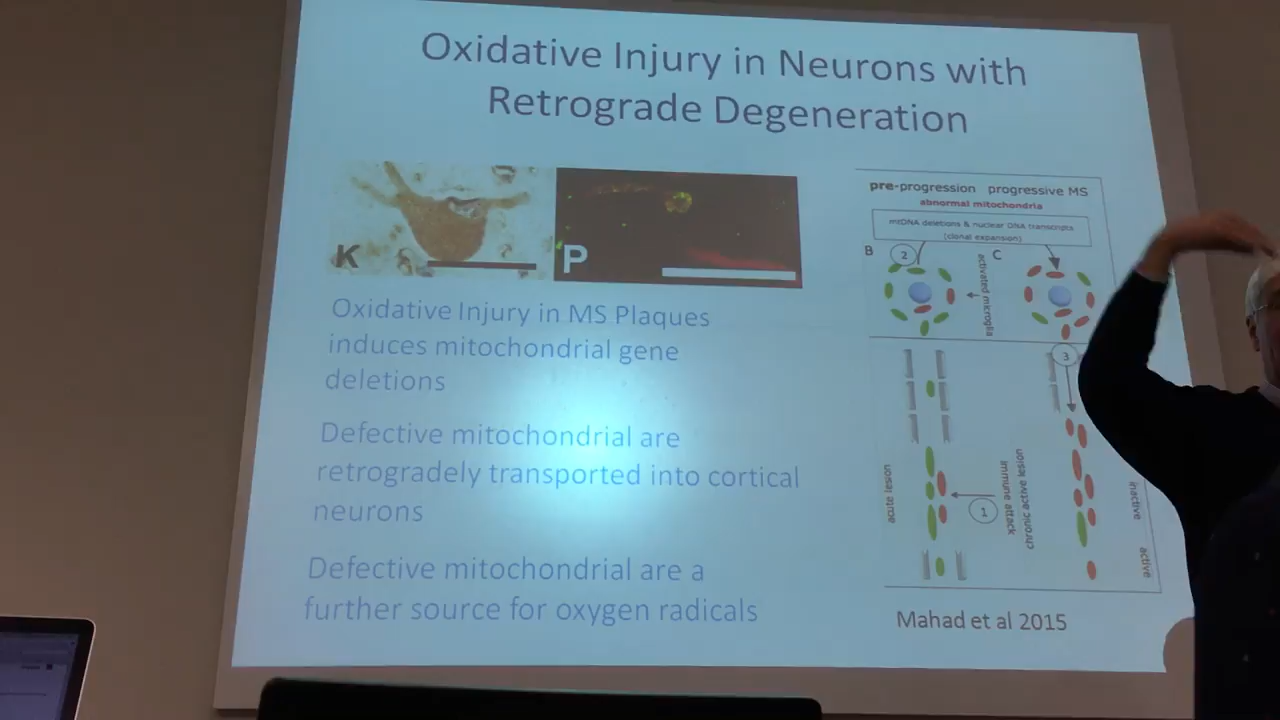 Oxidative Injury in Neurons with
Retrograde Degeneration
K
P
Oxidative Injury in MS Plaques
induces mitochondrial gene
deletions
Defective mitochondrial are
retrogradely transported into cortical
neurons
Defective mitochondrial are a
further source for oxygen radicals
pre-progression progressive MS
abnormal mitochondria
mtDNA deletions & nuclear DNA transcripts
(clonal expansion)
B
2
C
activated microglia
3
acute lesion
1
immune attack
chronic active lesion
inactive
active
Mahad et al 2015